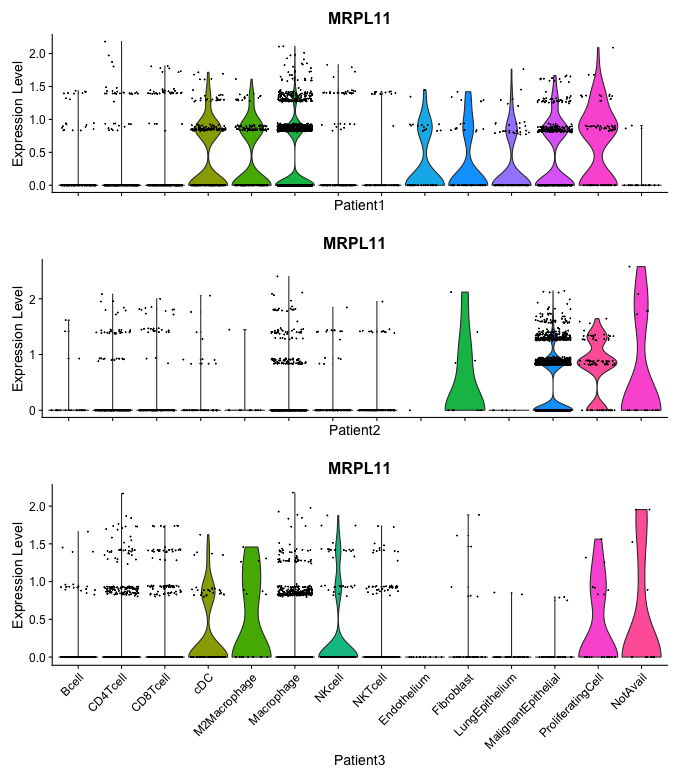 MRPL11
Expression Level
2.0
1.5
1.0
0.5
0.0
Patient1
MRPL11
Expression Level
2
1
0
Patient2
MRPL11
Expression Level
2.0
1.5
1.0
0.5
0.0
Bcell
CD4Tcell
CD8Tcell
cDC
M2Macrophage
Macrophage
NKcell
NKTcell
Endothelium
Fibroblast
LungEpithelium
MalignantEpithelial
ProliferatingCell
NotAvail
Patient3